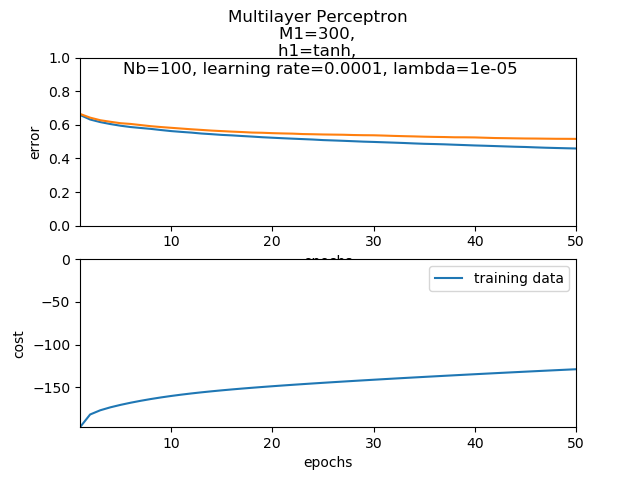 Multilayer Perceptron
M1=300,
h1=tanh,
Nb=100, learning rate=0.0001, lambda=1e-05
1.0
0.8
0.6
0.4
0.2
0.0
error
10
20
30
40
50
epochs
0
−50
−100
−150
cost
training data
10
20
30
40
50
epochs